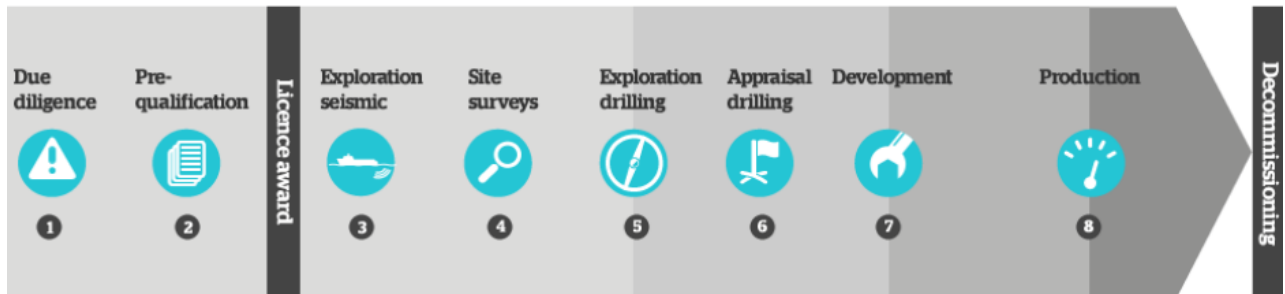 Due
diligence
1
Pre-
qualification
2
Licence award
Exploration
seismic
3
Site
surveys
4
Exploration
drilling
5
Appraisal
drilling
6
Development
7
Production
8
Decommissioning